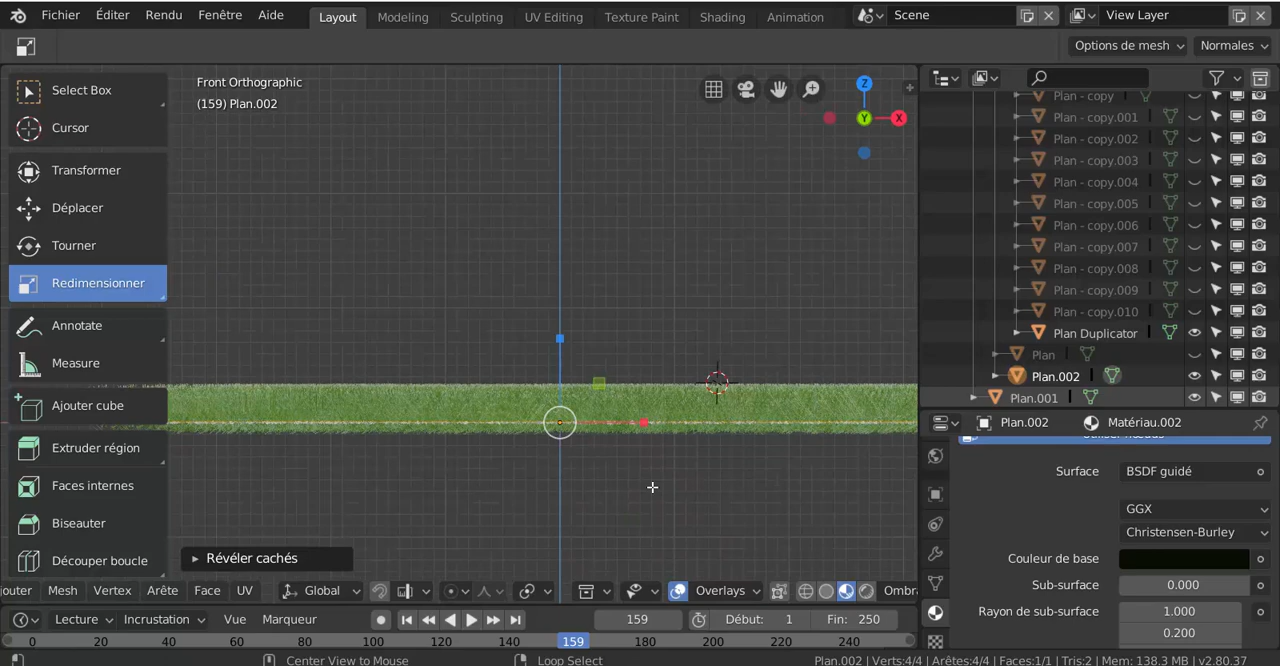 Fichier Éditer Rendu Fenêtre Aide Layout Modeling Sculpting UV Editing Texture Paint Shading Animation Scene View Layer
Options de mesh Normales
Select Box
Cursor
Transformer
Déplacer
Tourner
Redimensionner
Annotate
Measure
Ajouter cube
Extruder région
Faces internes
Biseauter
Découper boucle
Front Orthographic
(159) Plan.002
Z
Y
X
Révéler cachés
jouter Mesh Vertex Arête Face UV Global Overlays Ombra
Lecture Incrustation Vue Marqueur 159 Début: 1 Fin: 250
0 20 40 60 80 100 120 140 159 180 200 220 240
Plan - copy
Plan - copy.001
Plan - copy.002
Plan - copy.003
Plan - copy.004
Plan - copy.005
Plan - copy.006
Plan - copy.007
Plan - copy.008
Plan - copy.009
Plan - copy.010
Plan Duplicator
Plan
Plan.002
Plan.001
Plan.002 Matériau.002
Surface BSDF guidé
GGX
Christensen-Burley
Couleur de base
Sub-surface 0.000
Rayon de sub-surface 1.000
0.200
Center View to Mouse Loop Select Plan.002 | Verts:4/4 | Arêtes:4/4 | Faces:1/1 | Tris:2 | Mem: 138.3 MB | v2.80.37